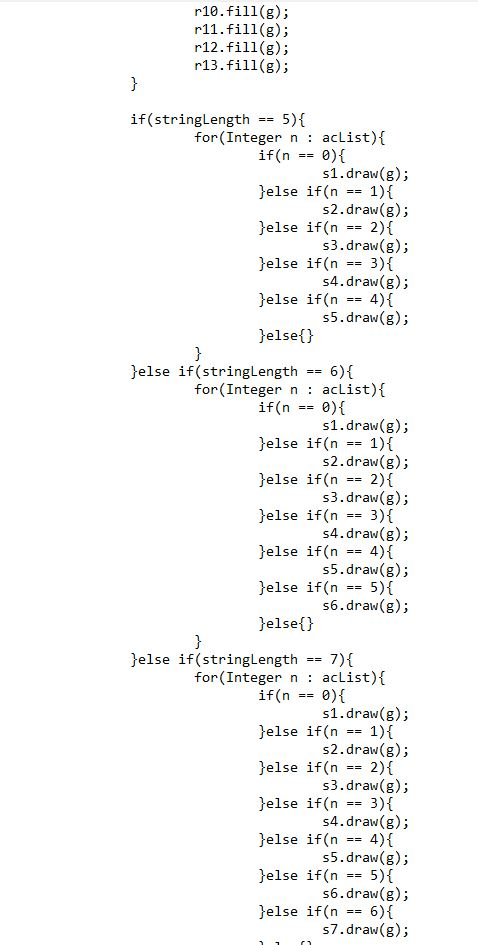 r10.fill(g);
r11.fill(g);
r12.fill(g);
r13.fill(g);
}
if(stringLength == 5){
for(Integer n : acList){
if(n == 0){
s1.draw(g);
}else if(n == 1){
s2.draw(g);
}else if(n == 2){
s3.draw(g);
}else if(n == 3){
s4.draw(g);
}else if(n == 4){
s5.draw(g);
}else{}
}
}else if(stringLength == 6){
for(Integer n : acList){
if(n == 0){
s1.draw(g);
}else if(n == 1){
s2.draw(g);
}else if(n == 2){
s3.draw(g);
}else if(n == 3){
s4.draw(g);
}else if(n == 4){
s5.draw(g);
}else if(n == 5){
s6.draw(g);
}else{}
}
}else if(stringLength == 7){
for(Integer n : acList){
if(n == 0){
s1.draw(g);
}else if(n == 1){
s2.draw(g);
}else if(n == 2){
s3.draw(g);
}else if(n == 3){
s4.draw(g);
}else if(n == 4){
s5.draw(g);
}else if(n == 5){
s6.draw(g);
}else if(n == 6){
s7.draw(g);